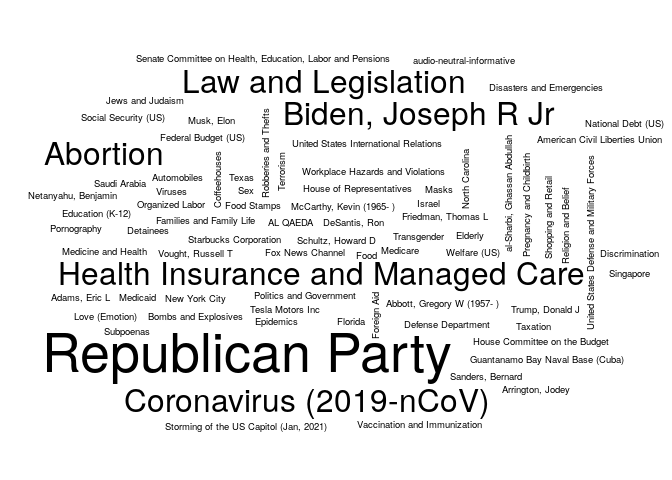 Senate Committee on Health, Education, Labor and Pensions
audio-neutral-informative
Law and Legislation
Disasters and Emergencies
Jews and Judaism
Biden, Joseph R Jr
Social Security (US)
Musk, Elon
National Debt (US)
Robberies and Thefts
Federal Budget (US)
United States International Relations
American Civil Liberties Union
Abortion
Coffeehouses
Terrorism
North Carolina
al-Sharbi, Ghassan Abdullah
Pregnancy and Childbirth
Shopping and Retail
Religion and Belief
United States Defense and Military Forces
Automobiles
Texas
Workplace Hazards and Violations
Saudi Arabia
Viruses
Sex
House of Representatives
Masks
Netanyahu, Benjamin
Organized Labor
Food Stamps
McCarthy, Kevin (1965- )
Israel
Education (K-12)
Families and Family Life
AL QAEDA
DeSantis, Ron
Friedman, Thomas L
Pornography
Detainees
Starbucks Corporation
Schultz, Howard D
Transgender
Elderly
Medicine and Health
Vought, Russell T
Fox News Channel
Food
Medicare
Welfare (US)
Discrimination
Health Insurance and Managed Care
Singapore
Adams, Eric L
Medicaid
New York City
Politics and Government
Foreign Aid
Abbott, Gregory W (1957- )
Trump, Donald J
Love (Emotion)
Bombs and Explosives
Tesla Motors Inc
Epidemics
Florida
Defense Department
Taxation
Subpoenas
Republican Party
House Committee on the Budget
Guantanamo Bay Naval Base (Cuba)
Sanders, Bernard
Arrington, Jodey
Coronavirus (2019-nCoV)
Storming of the US Capitol (Jan, 2021)
Vaccination and Immunization